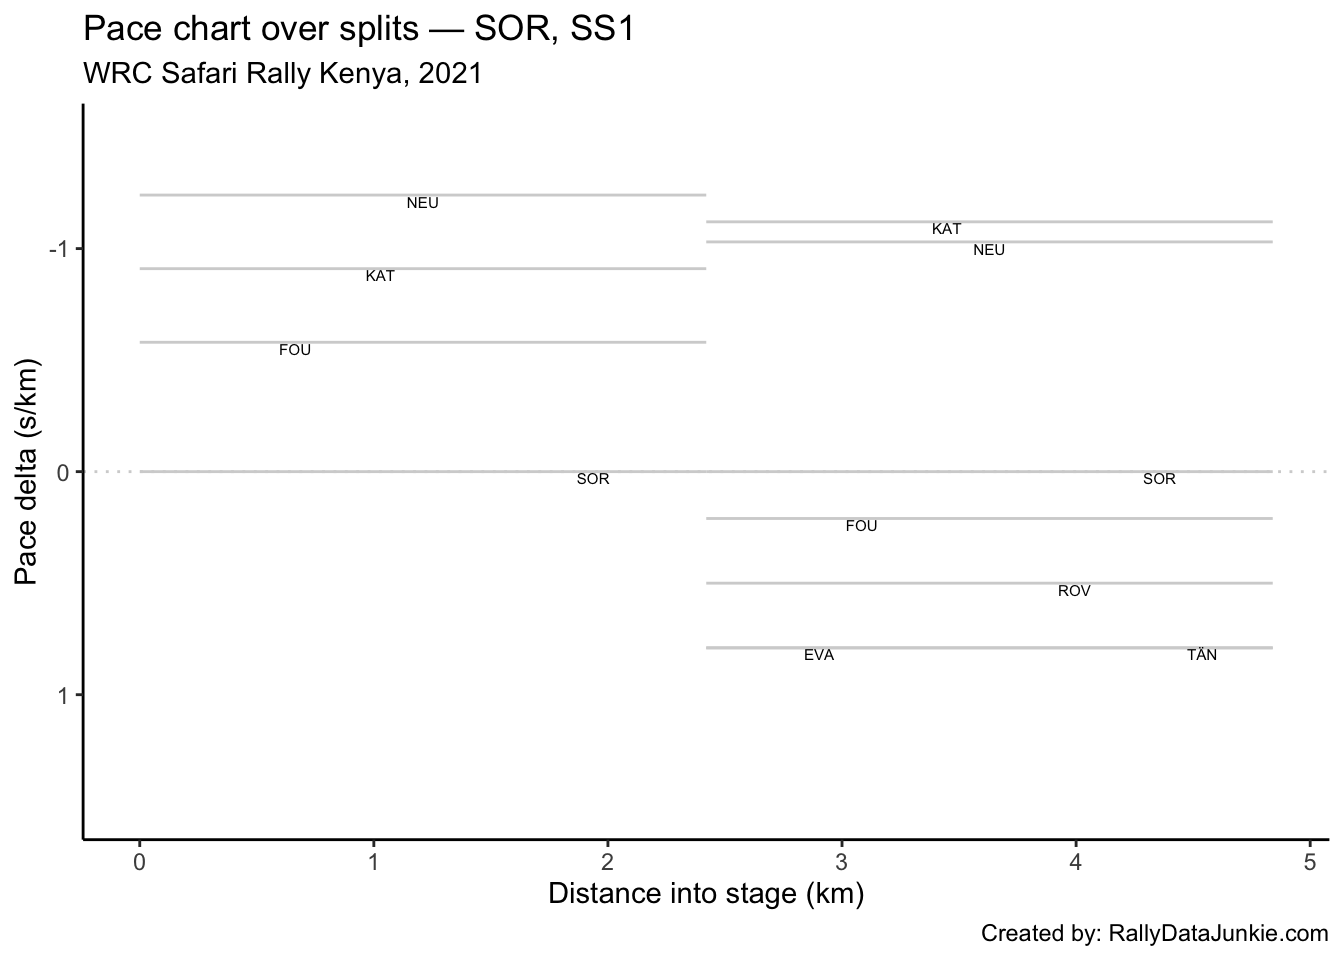 Pace chart over splits — SOR, SS1
WRC Safari Rally Kenya, 2021
NEU
KAT
NEU
-1
KAT
FOU
Pace delta (s/km)
0
SOR
SOR
FOU
ROV
EVA
TÄN
1
0 1 2 3 4 5
Distance into stage (km)
Created by: RallyDataJunkie.com